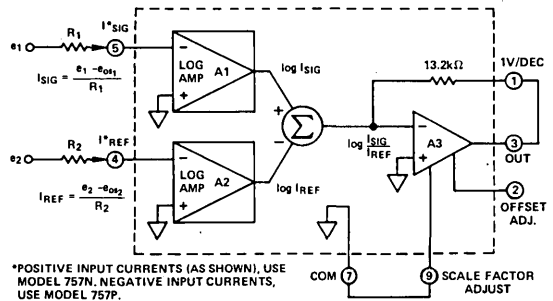 e1 R1 I*SIG 5
ISIG = e1 − eos1 / R1
− LOG AMP A1 +
log ISIG
13.2kΩ
1V/DEC
1
+ Σ −
log ISIG / IREF
− A3 +
3
OUT
2
OFFSET ADJ.
e2 R2 I*REF 4
IREF = e2 − eos2 / R2
− LOG AMP A2 +
log IREF
COM 7
9 SCALE FACTOR ADJUST
*POSITIVE INPUT CURRENTS (AS SHOWN), USE
MODEL 757N. NEGATIVE INPUT CURRENTS,
USE MODEL 757P.